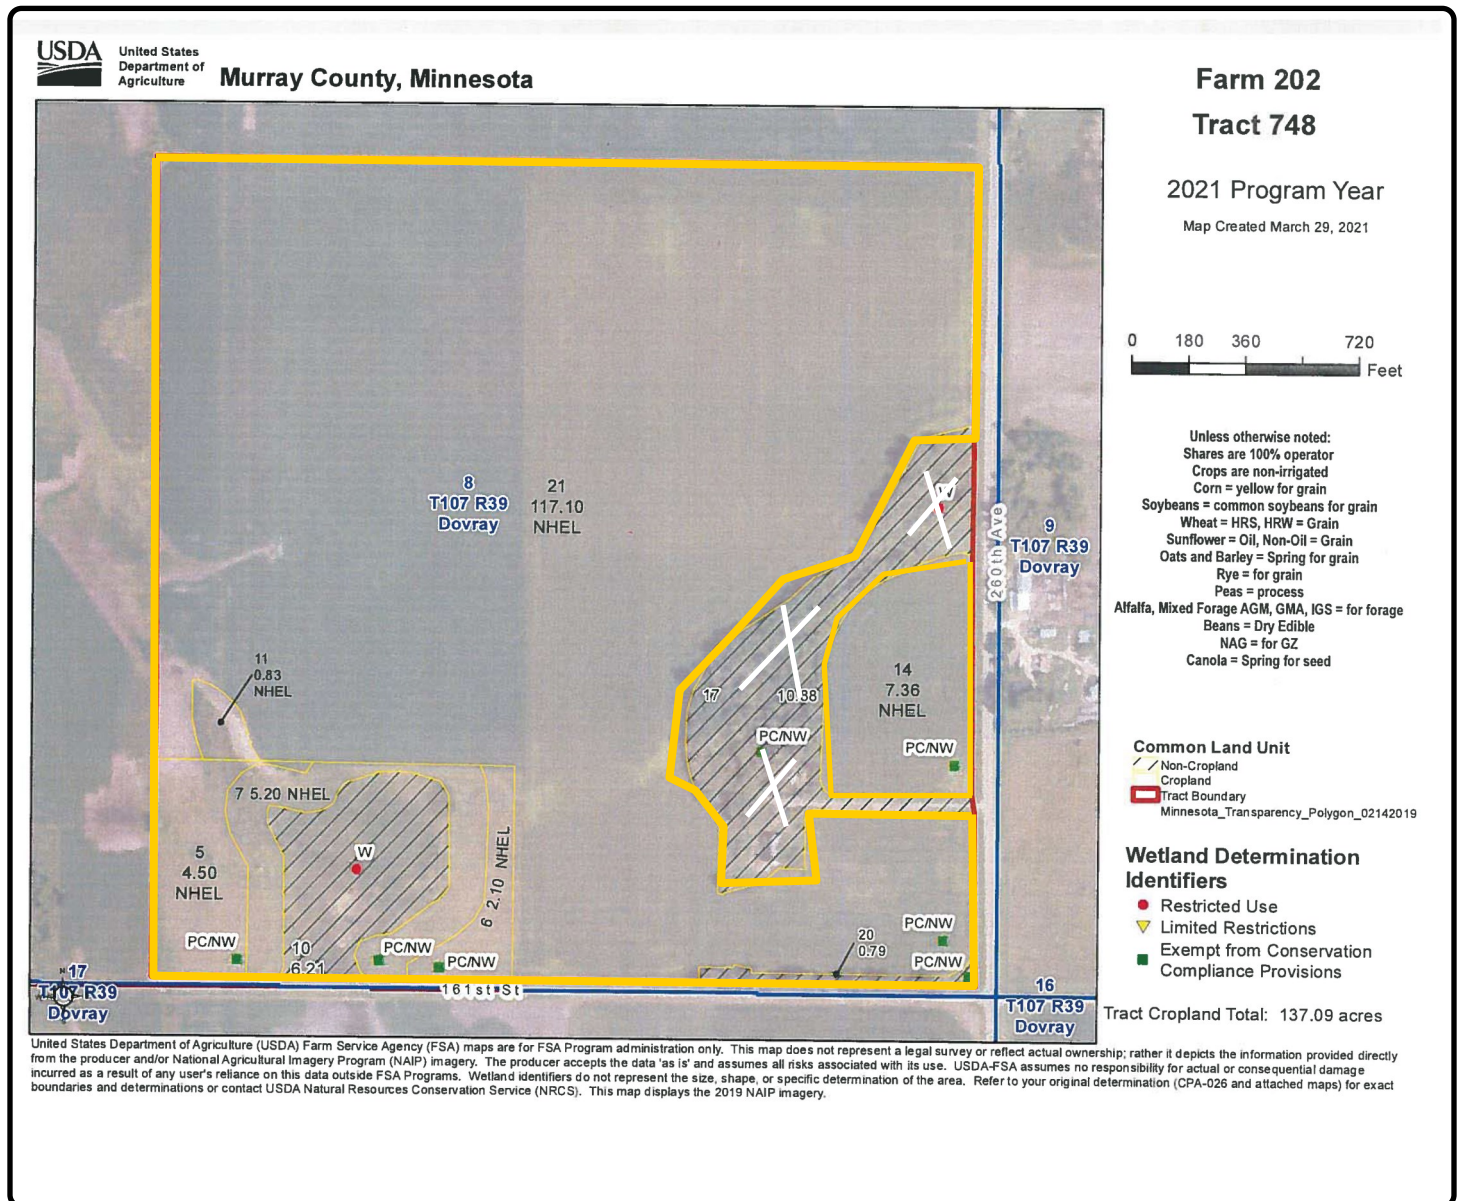 USDA
United States
Department of
Agriculture
Murray County, Minnesota
Farm 202
Tract 748
2021 Program Year
Map Created March 29, 2021
0 180 360 720
Feet
Unless otherwise noted:
Shares are 100% operator
Crops are non-irrigated
Corn = yellow for grain
Soybeans = common soybeans for grain
Wheat = HRS, HRW = Grain
Sunflower = Oil, Non-Oil = Grain
Oats and Barley = Spring for grain
Rye = for grain
Peas = process
Alfalfa, Mixed Forage AGM, GMA, IGS = for forage
Beans = Dry Edible
NAG = for GZ
Canola = Spring for seed
Common Land Unit
Non-Cropland
Cropland
Tract Boundary
Minnesota_Transparency_Polygon_02142019
Wetland Determination
Identifiers
Restricted Use
Limited Restrictions
Exempt from Conservation
Compliance Provisions
Tract Cropland Total: 137.09 acres
8
T107 R39
Dovray
21
117.10
NHEL
W
260th Ave
9
T107 R39
Dovray
11
0.83
NHEL
17
10.38
14
7.36
NHEL
PC/NW
PC/NW
7 5.20 NHEL
5
4.50
NHEL
W
6 2.10 NHEL
PC/NW
10
6.21
PC/NW
PC/NW
20
0.79
PC/NW
PC/NW
N
17
T107 R39
Dovray
161st St
16
T107 R39
Dovray
United States Department of Agriculture (USDA) Farm Service Agency (FSA) maps are for FSA Program administration only. This map does not represent a legal survey or reflect actual ownership; rather it depicts the information provided directly
from the producer and/or National Agricultural Imagery Program (NAIP) imagery. The producer accepts the data 'as is' and assumes all risks associated with its use. USDA-FSA assumes no responsibility for actual or consequential damage
incurred as a result of any user's reliance on this data outside FSA Programs. Wetland identifiers do not represent the size, shape, or specific determination of the area. Refer to your original determination (CPA-026 and attached maps) for exact
boundaries and determinations or contact USDA Natural Resources Conservation Service (NRCS). This map displays the 2019 NAIP imagery.